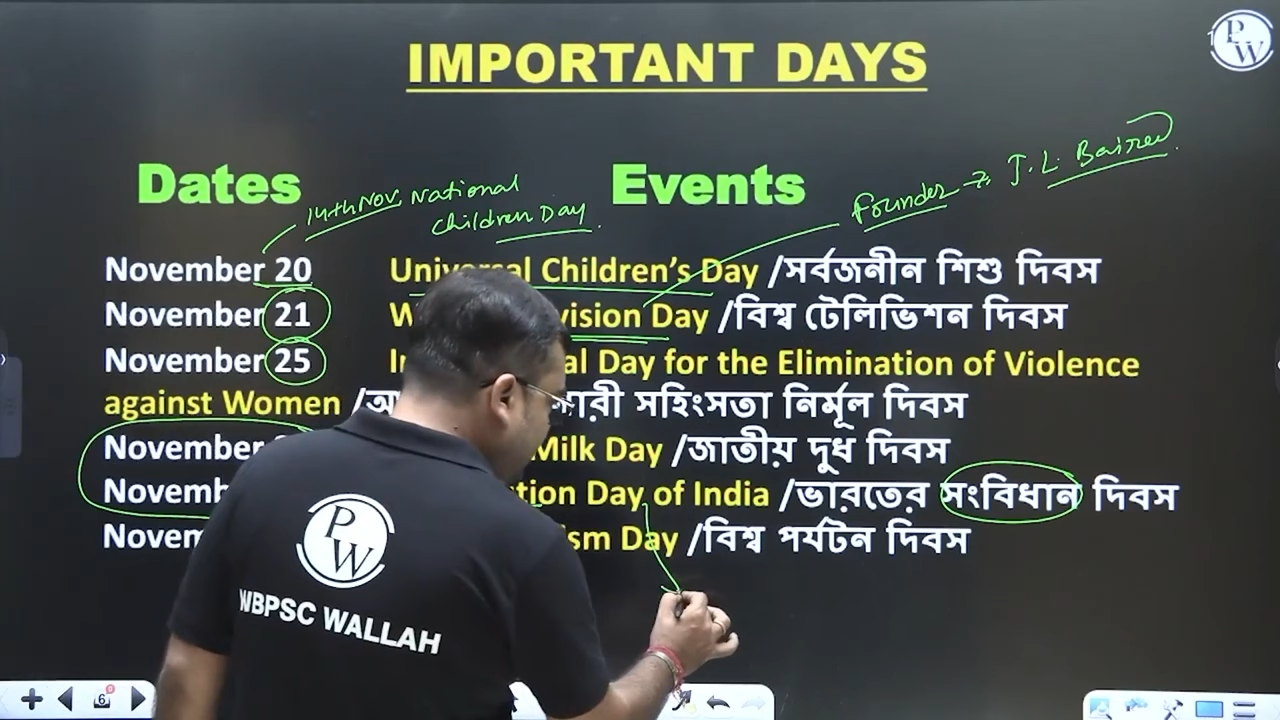 PW
IMPORTANT DAYS
Dates
Events
14th Nov. National
Children Day
Founder → J. L. Baired
November 20 Universal Children's Day /সর্বজনীন শিশু দিবস
November 21 vision Day /বিশ্ব টেলিভিশন দিবস
November 25 al Day for the Elimination of Violence
against Women / নারী সহিংসতা নির্মূল দিবস
November Milk Day /জাতীয় দুধ দিবস
Novemb tion Day of India /ভারতের সংবিধান দিবস
Novem sm Day /বিশ্ব পর্যটন দিবস
PW
WBPSC WALLAH